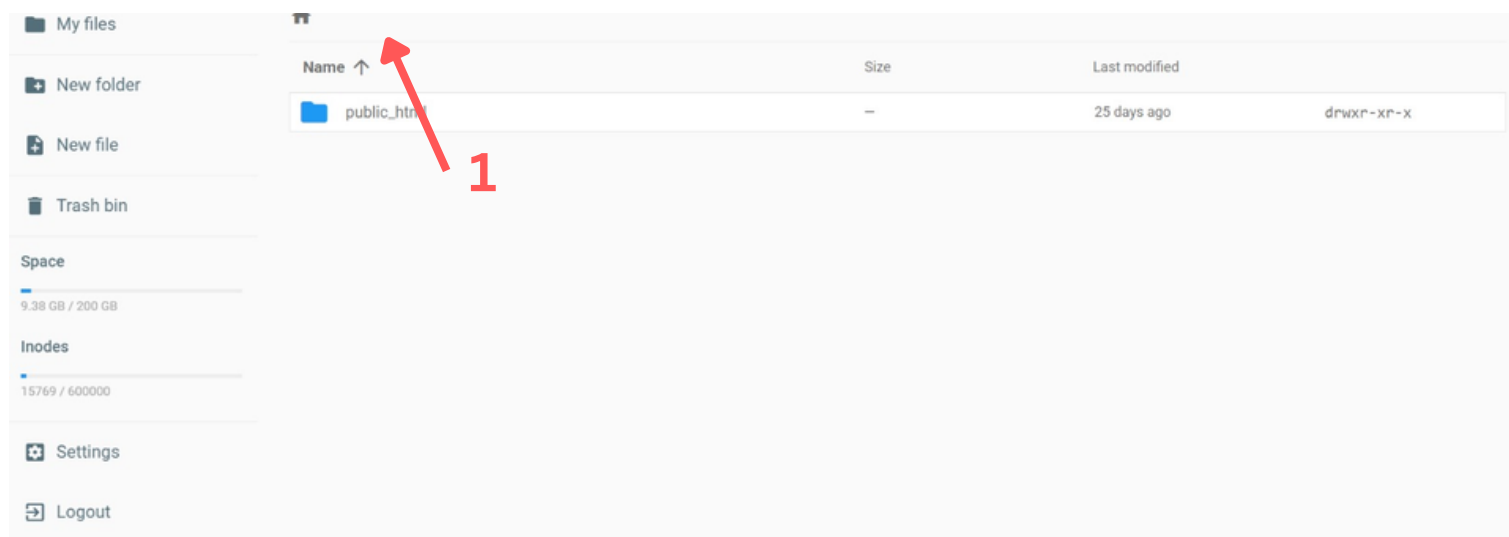 My files
New folder
New file
Trash bin
Space
9.38 GB / 200 GB
Inodes
15769 / 600000
Settings
Logout
Name Size Last modified
public_html – 25 days ago drwxr-xr-x
1